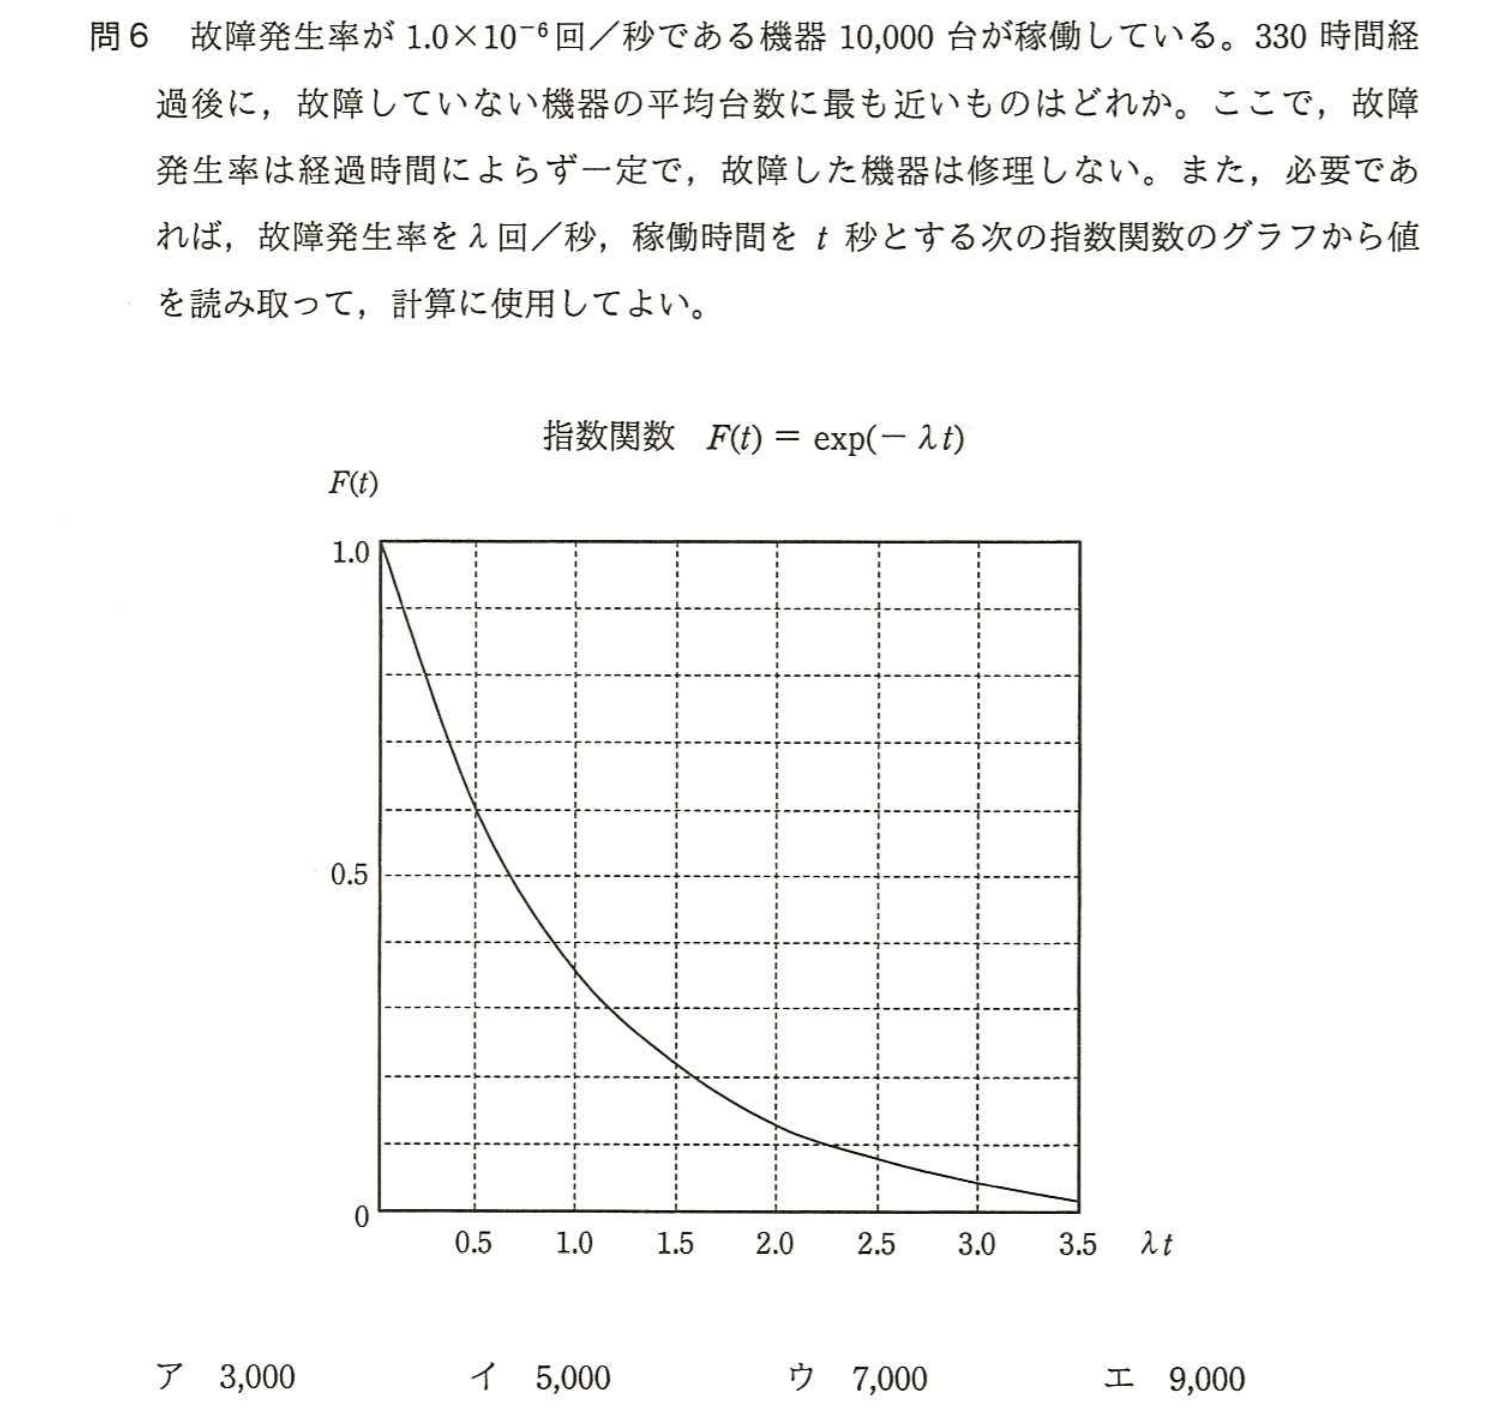 問6 故障発生率が 1.0×10⁻⁶回／秒である機器 10,000 台が稼働している。330 時間経
過後に，故障していない機器の平均台数に最も近いものはどれか。ここで，故障
発生率は経過時間によらず一定で，故障した機器は修理しない。また，必要であ
れば，故障発生率をλ回／秒，稼働時間を t 秒とする次の指数関数のグラフから値
を読み取って，計算に使用してよい。
指数関数 F(t) = exp(− λt)
F(t)
1.0
0.5
0
0.5 1.0 1.5 2.0 2.5 3.0 3.5 λt
ア 3,000 イ 5,000 ウ 7,000 エ 9,000